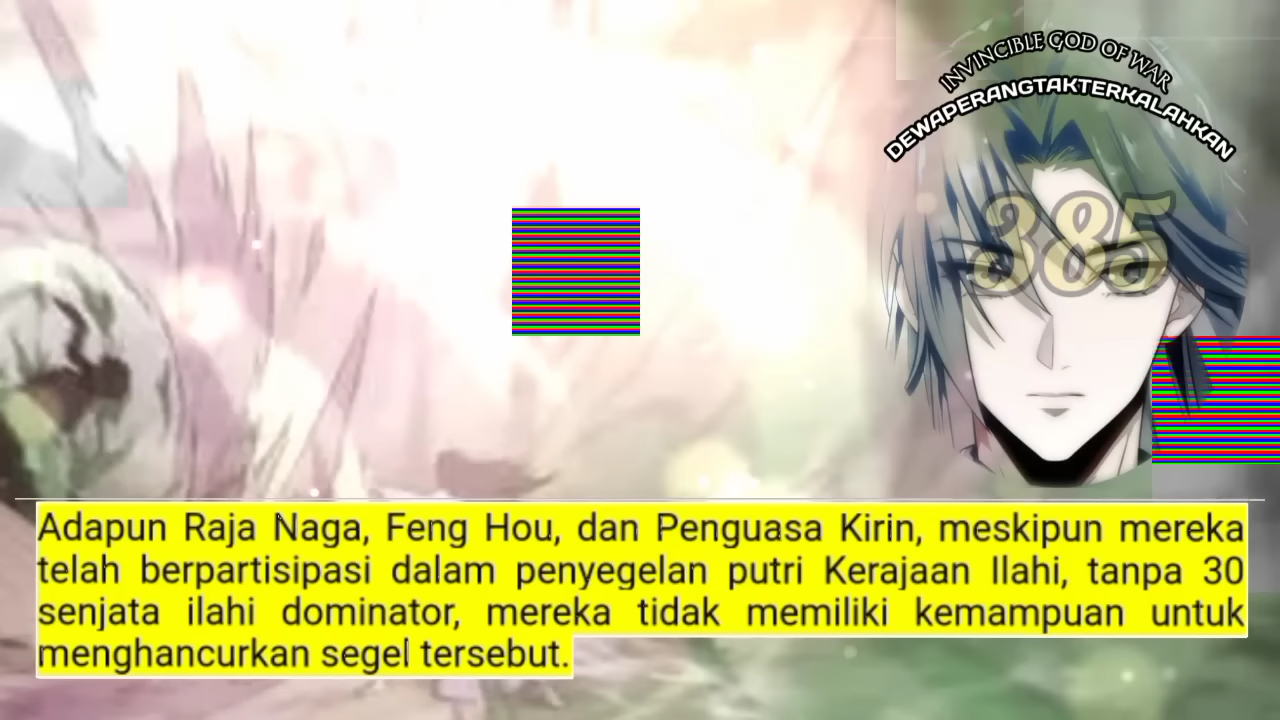 INVINCIBLE GOD OF WAR
DEWAPERANGTAKTERKALAHKAN
385
Adapun Raja Naga, Feng Hou, dan Penguasa Kirin, meskipun mereka
telah berpartisipasi dalam penyegelan putri Kerajaan Ilahi, tanpa 30
senjata ilahi dominator, mereka tidak memiliki kemampuan untuk
menghancurkan segel tersebut.